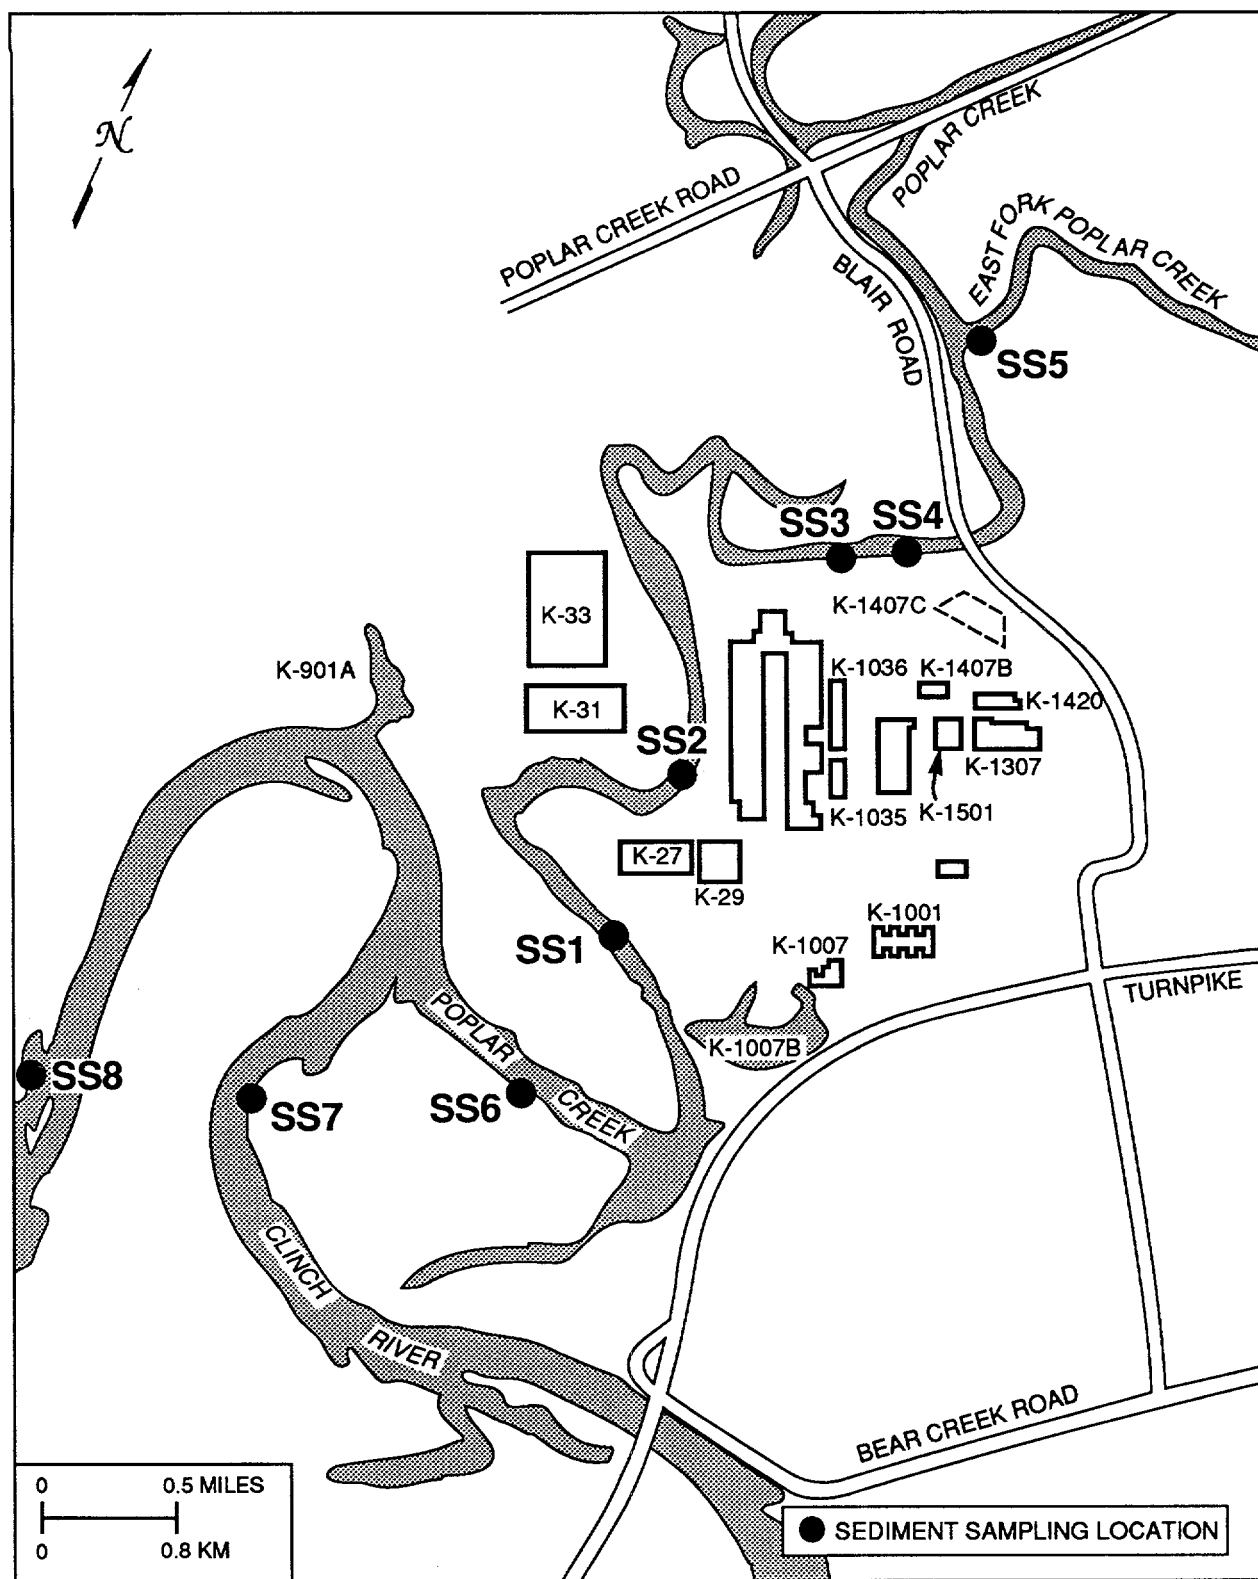 N
POPLAR CREEK ROAD
POPLAR CREEK
EAST FORK POPLAR CREEK
BLAIR ROAD
SS5
SS3
SS4
K-1407C
K-33
K-901A
K-1036
K-1407B
K-31
K-1420
SS2
K-1307
K-1035
K-1501
K-27
K-29
K-1001
SS1
K-1007
TURNPIKE
POPLAR
CREEK
K-1007B
SS8
SS7
SS6
CLINCH
RIVER
BEAR CREEK ROAD
0 0.5 MILES
0 0.8 KM
SEDIMENT SAMPLING LOCATION